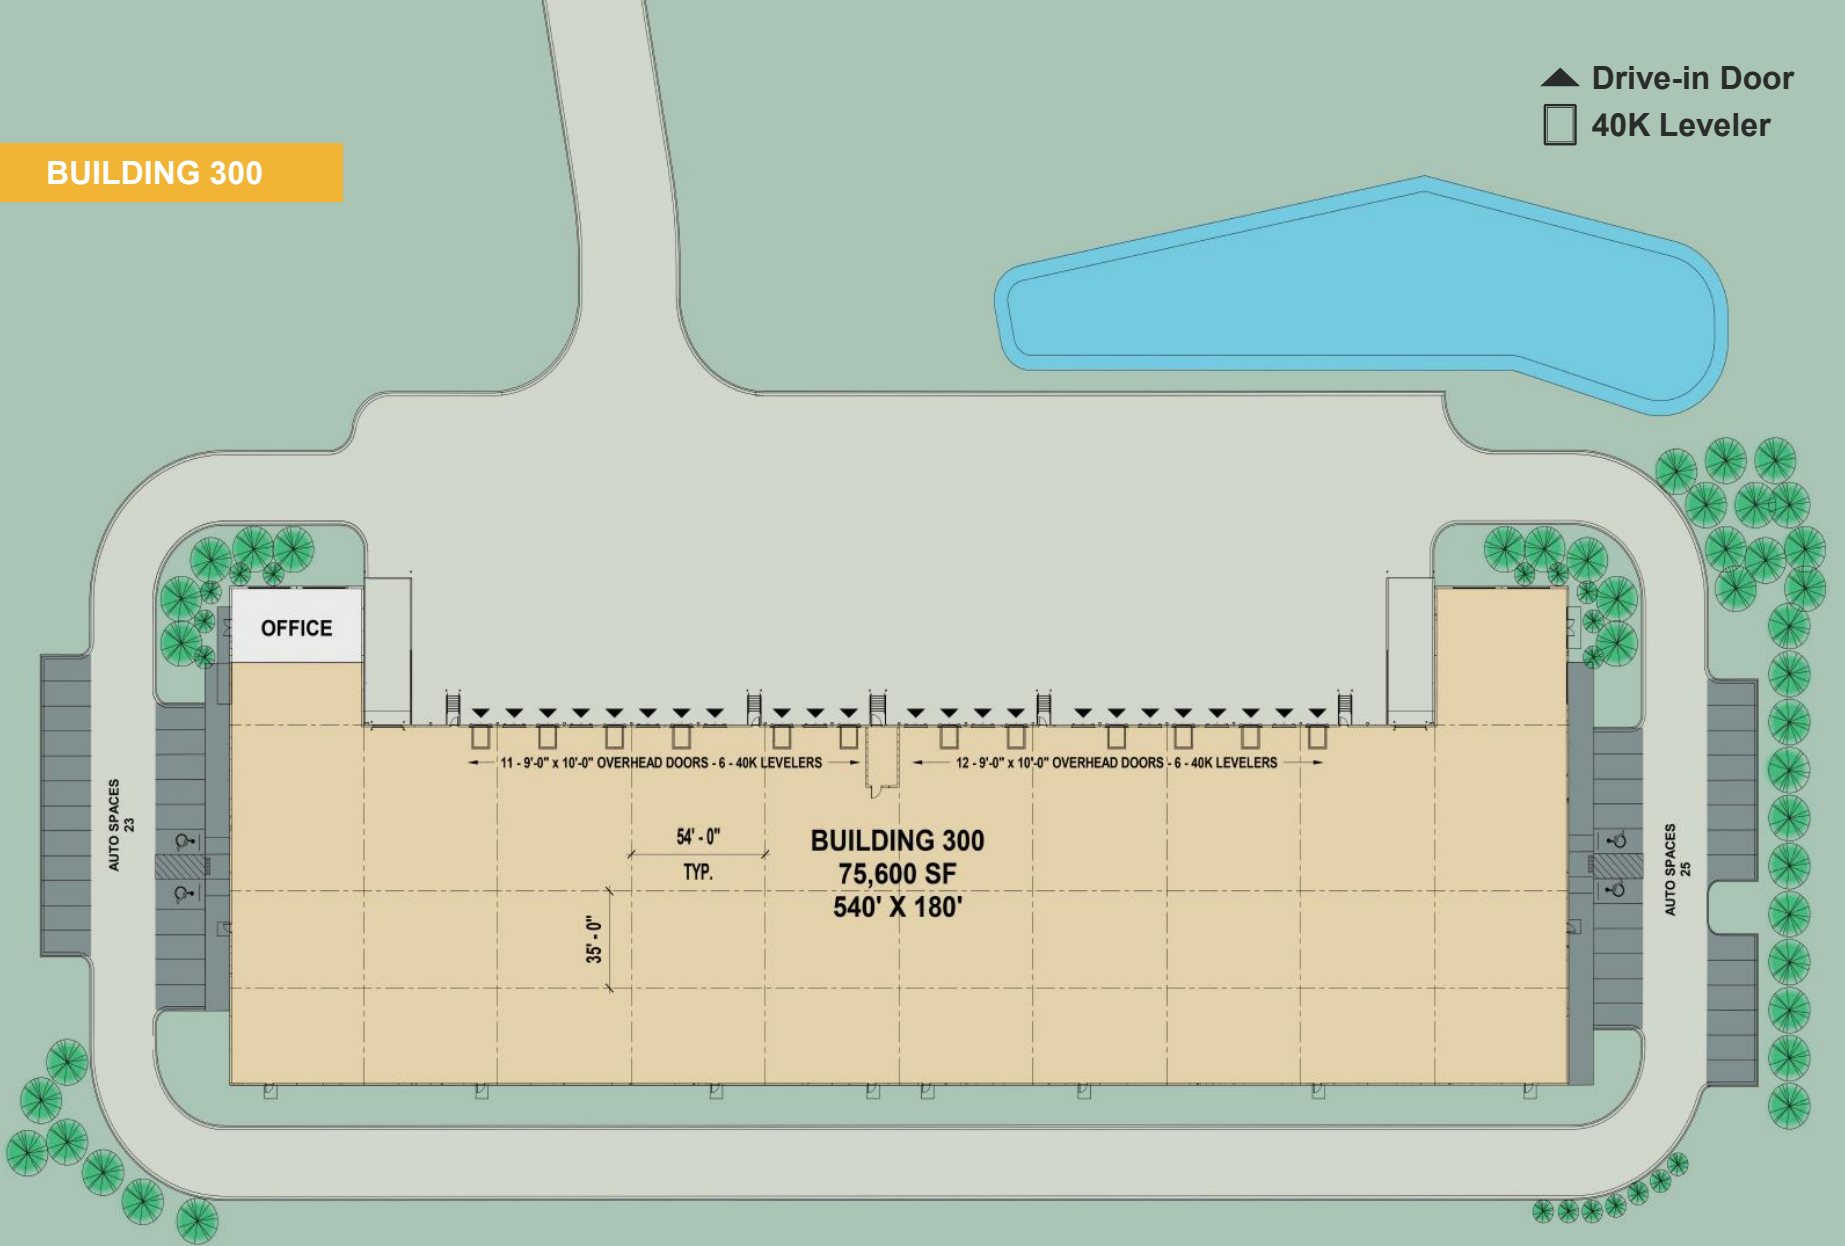 Drive-in Door
40K Leveler
BUILDING 300
OFFICE
11 - 9'-0" x 10'-0" OVERHEAD DOORS - 6 - 40K LEVELERS
12 - 9'-0" x 10'-0" OVERHEAD DOORS - 6 - 40K LEVELERS
AUTO SPACES
23
54' - 0"
TYP.
35' - 0"
BUILDING 300
75,600 SF
540' X 180'
AUTO SPACES
25